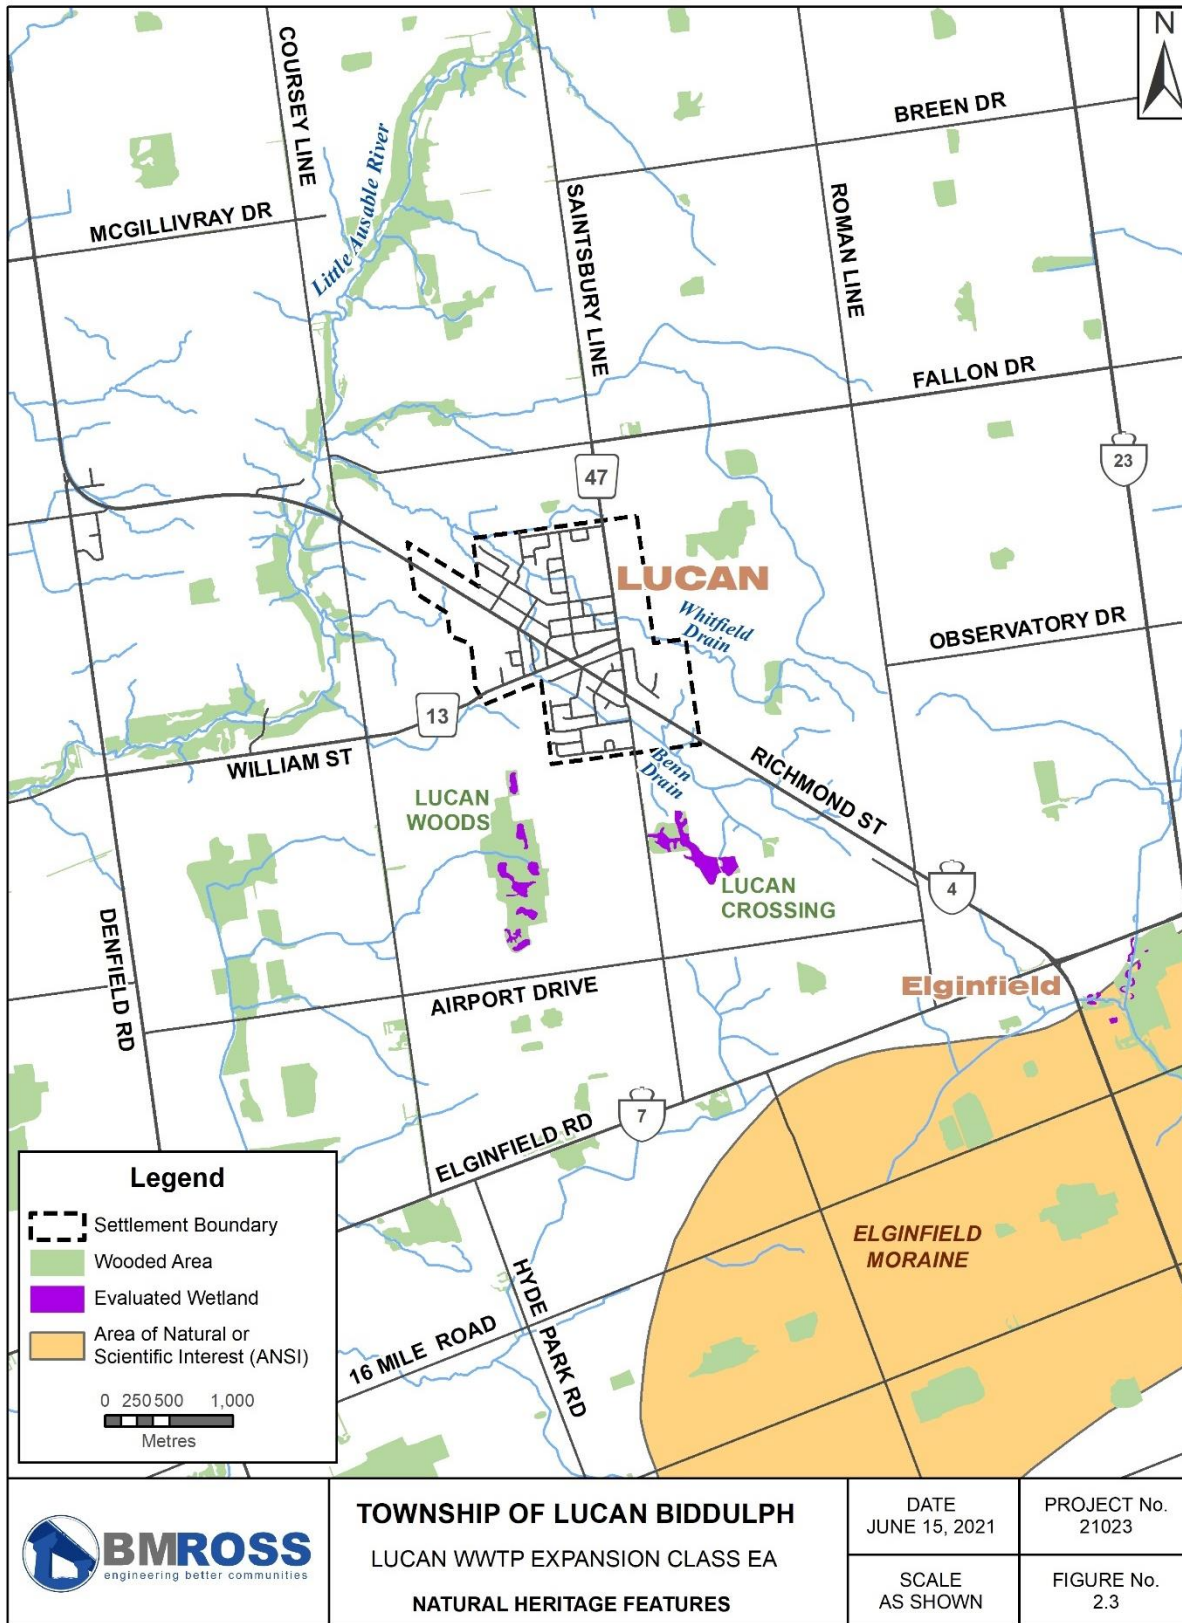 N
COURSEY LINE
BREEN DR
Little Ausable River
SAINTSBURY LINE
ROMAN LINE
MCGILLIVRAY DR
FALLON DR
47
23
LUCAN
Whitfield
Drain
OBSERVATORY DR
13
WILLIAM ST
Benn
Drain
RICHMOND ST
LUCAN
WOODS
LUCAN
CROSSING
4
DENFIELD RD
AIRPORT DRIVE
Elginfield
7
ELGINFIELD RD
ELGINFIELD
MORAINE
HYDE PARK RD
16 MILE ROAD
Legend
Settlement Boundary
Wooded Area
Evaluated Wetland
Area of Natural or
Scientific Interest (ANSI)
0 250 500 1,000
Metres
BMROSS
engineering better communities
TOWNSHIP OF LUCAN BIDDULPH
LUCAN WWTP EXPANSION CLASS EA
NATURAL HERITAGE FEATURES
DATE
JUNE 15, 2021
PROJECT No.
21023
SCALE
AS SHOWN
FIGURE No.
2.3